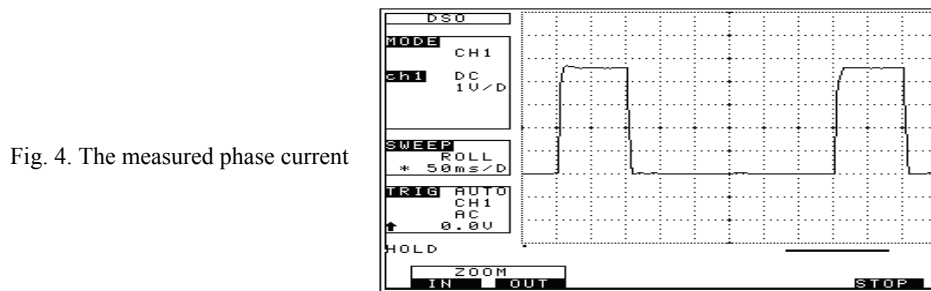 Fig. 4. The measured phase current
DSO
MODE
CH1
ch1 DC
1V/D
SWEEP
ROLL
* 50ms/D
TRIG AUTO
CH1
AC
0.0V
HOLD
ZOOM
IN OUT
STOP